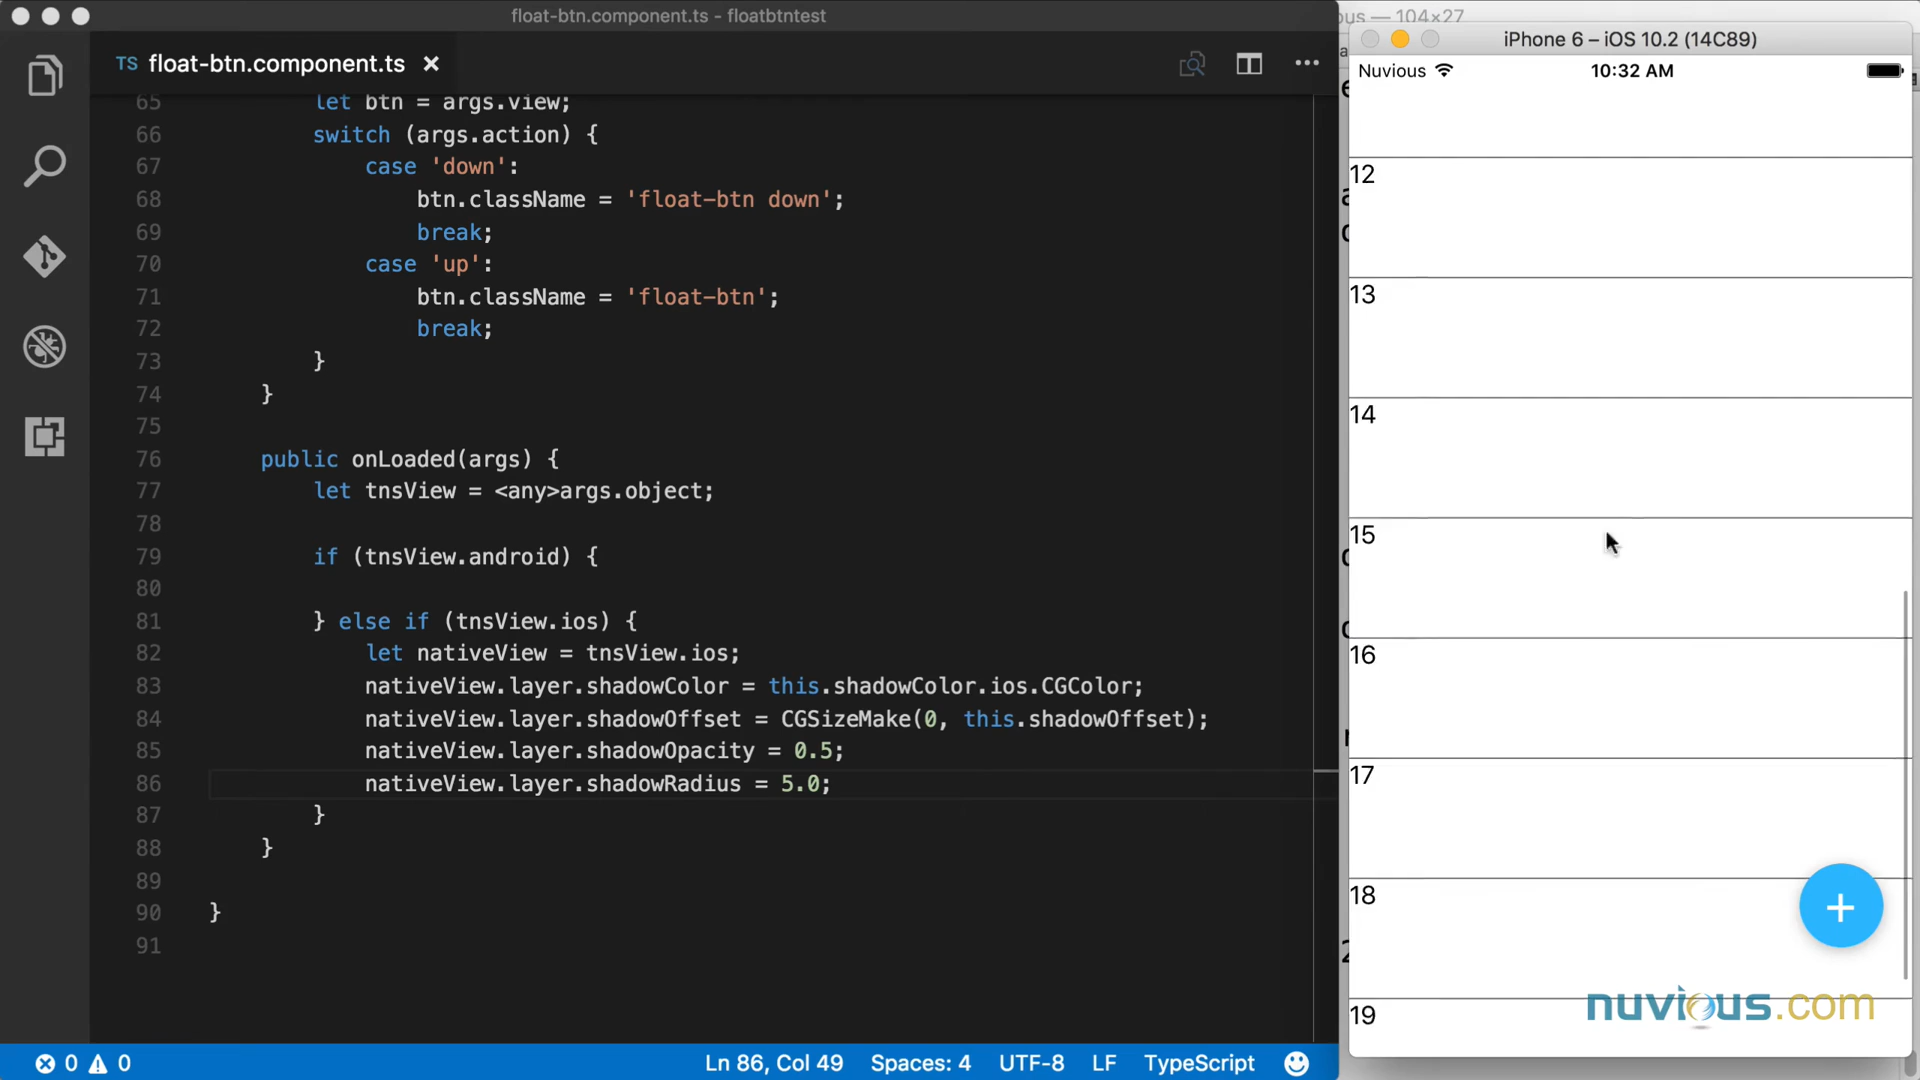 float-btn.component.ts - floatbtntest
TS float-btn.component.ts ×
65 let btn = args.view;
66 switch (args.action) {
67 case 'down':
68 btn.className = 'float-btn down';
69 break;
70 case 'up':
71 btn.className = 'float-btn';
72 break;
73 }
74 }
75
76 public onLoaded(args) {
77 let tnsView = <any>args.object;
78
79 if (tnsView.android) {
80
81 } else if (tnsView.ios) {
82 let nativeView = tnsView.ios;
83 nativeView.layer.shadowColor = this.shadowColor.ios.CGColor;
84 nativeView.layer.shadowOffset = CGSizeMake(0, this.shadowOffset);
85 nativeView.layer.shadowOpacity = 0.5;
86 nativeView.layer.shadowRadius = 5.0;
87 }
88 }
89
90 }
91
0 0
Ln 86, Col 49 Spaces: 4 UTF-8 LF TypeScript
104×27
iPhone 6 – iOS 10.2 (14C89)
Nuvious 10:32 AM
12
13
14
15
16
17
18
+
19
nuvious.com